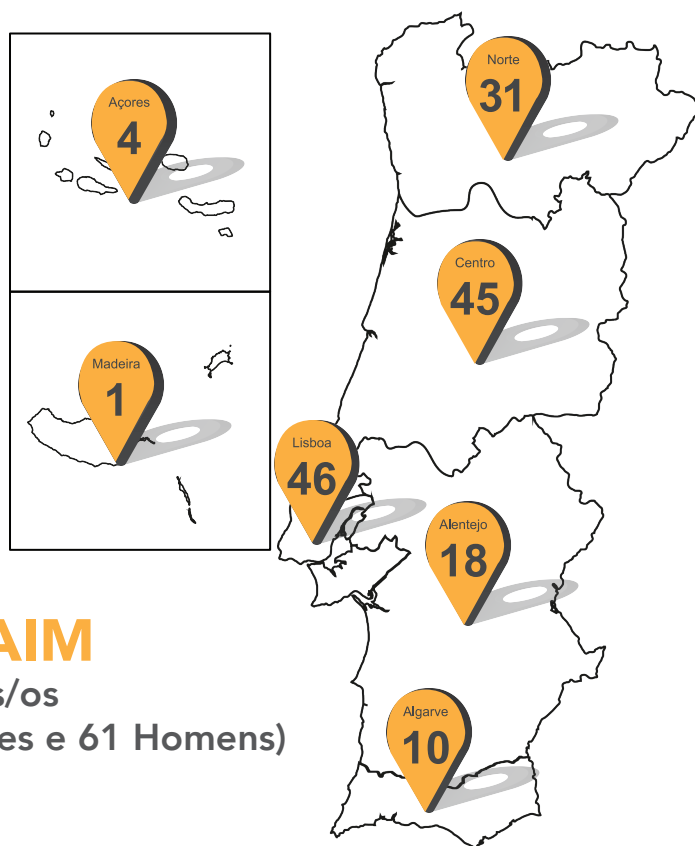 Açores
4
Norte
31
Centro
45
Madeira
1
Lisboa
46
Alentejo
18
AIM
s/os
es e 61 Homens)
Algarve
10